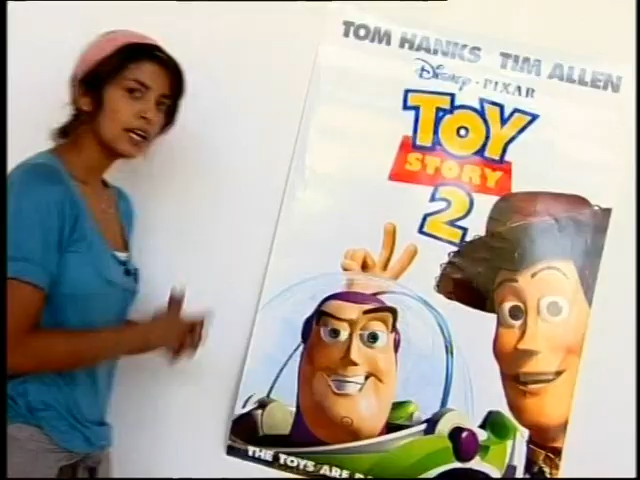 TOM HANKS TIM ALLEN
Disney · PIXAR
TOY
STORY
2
THE TOYS ARE